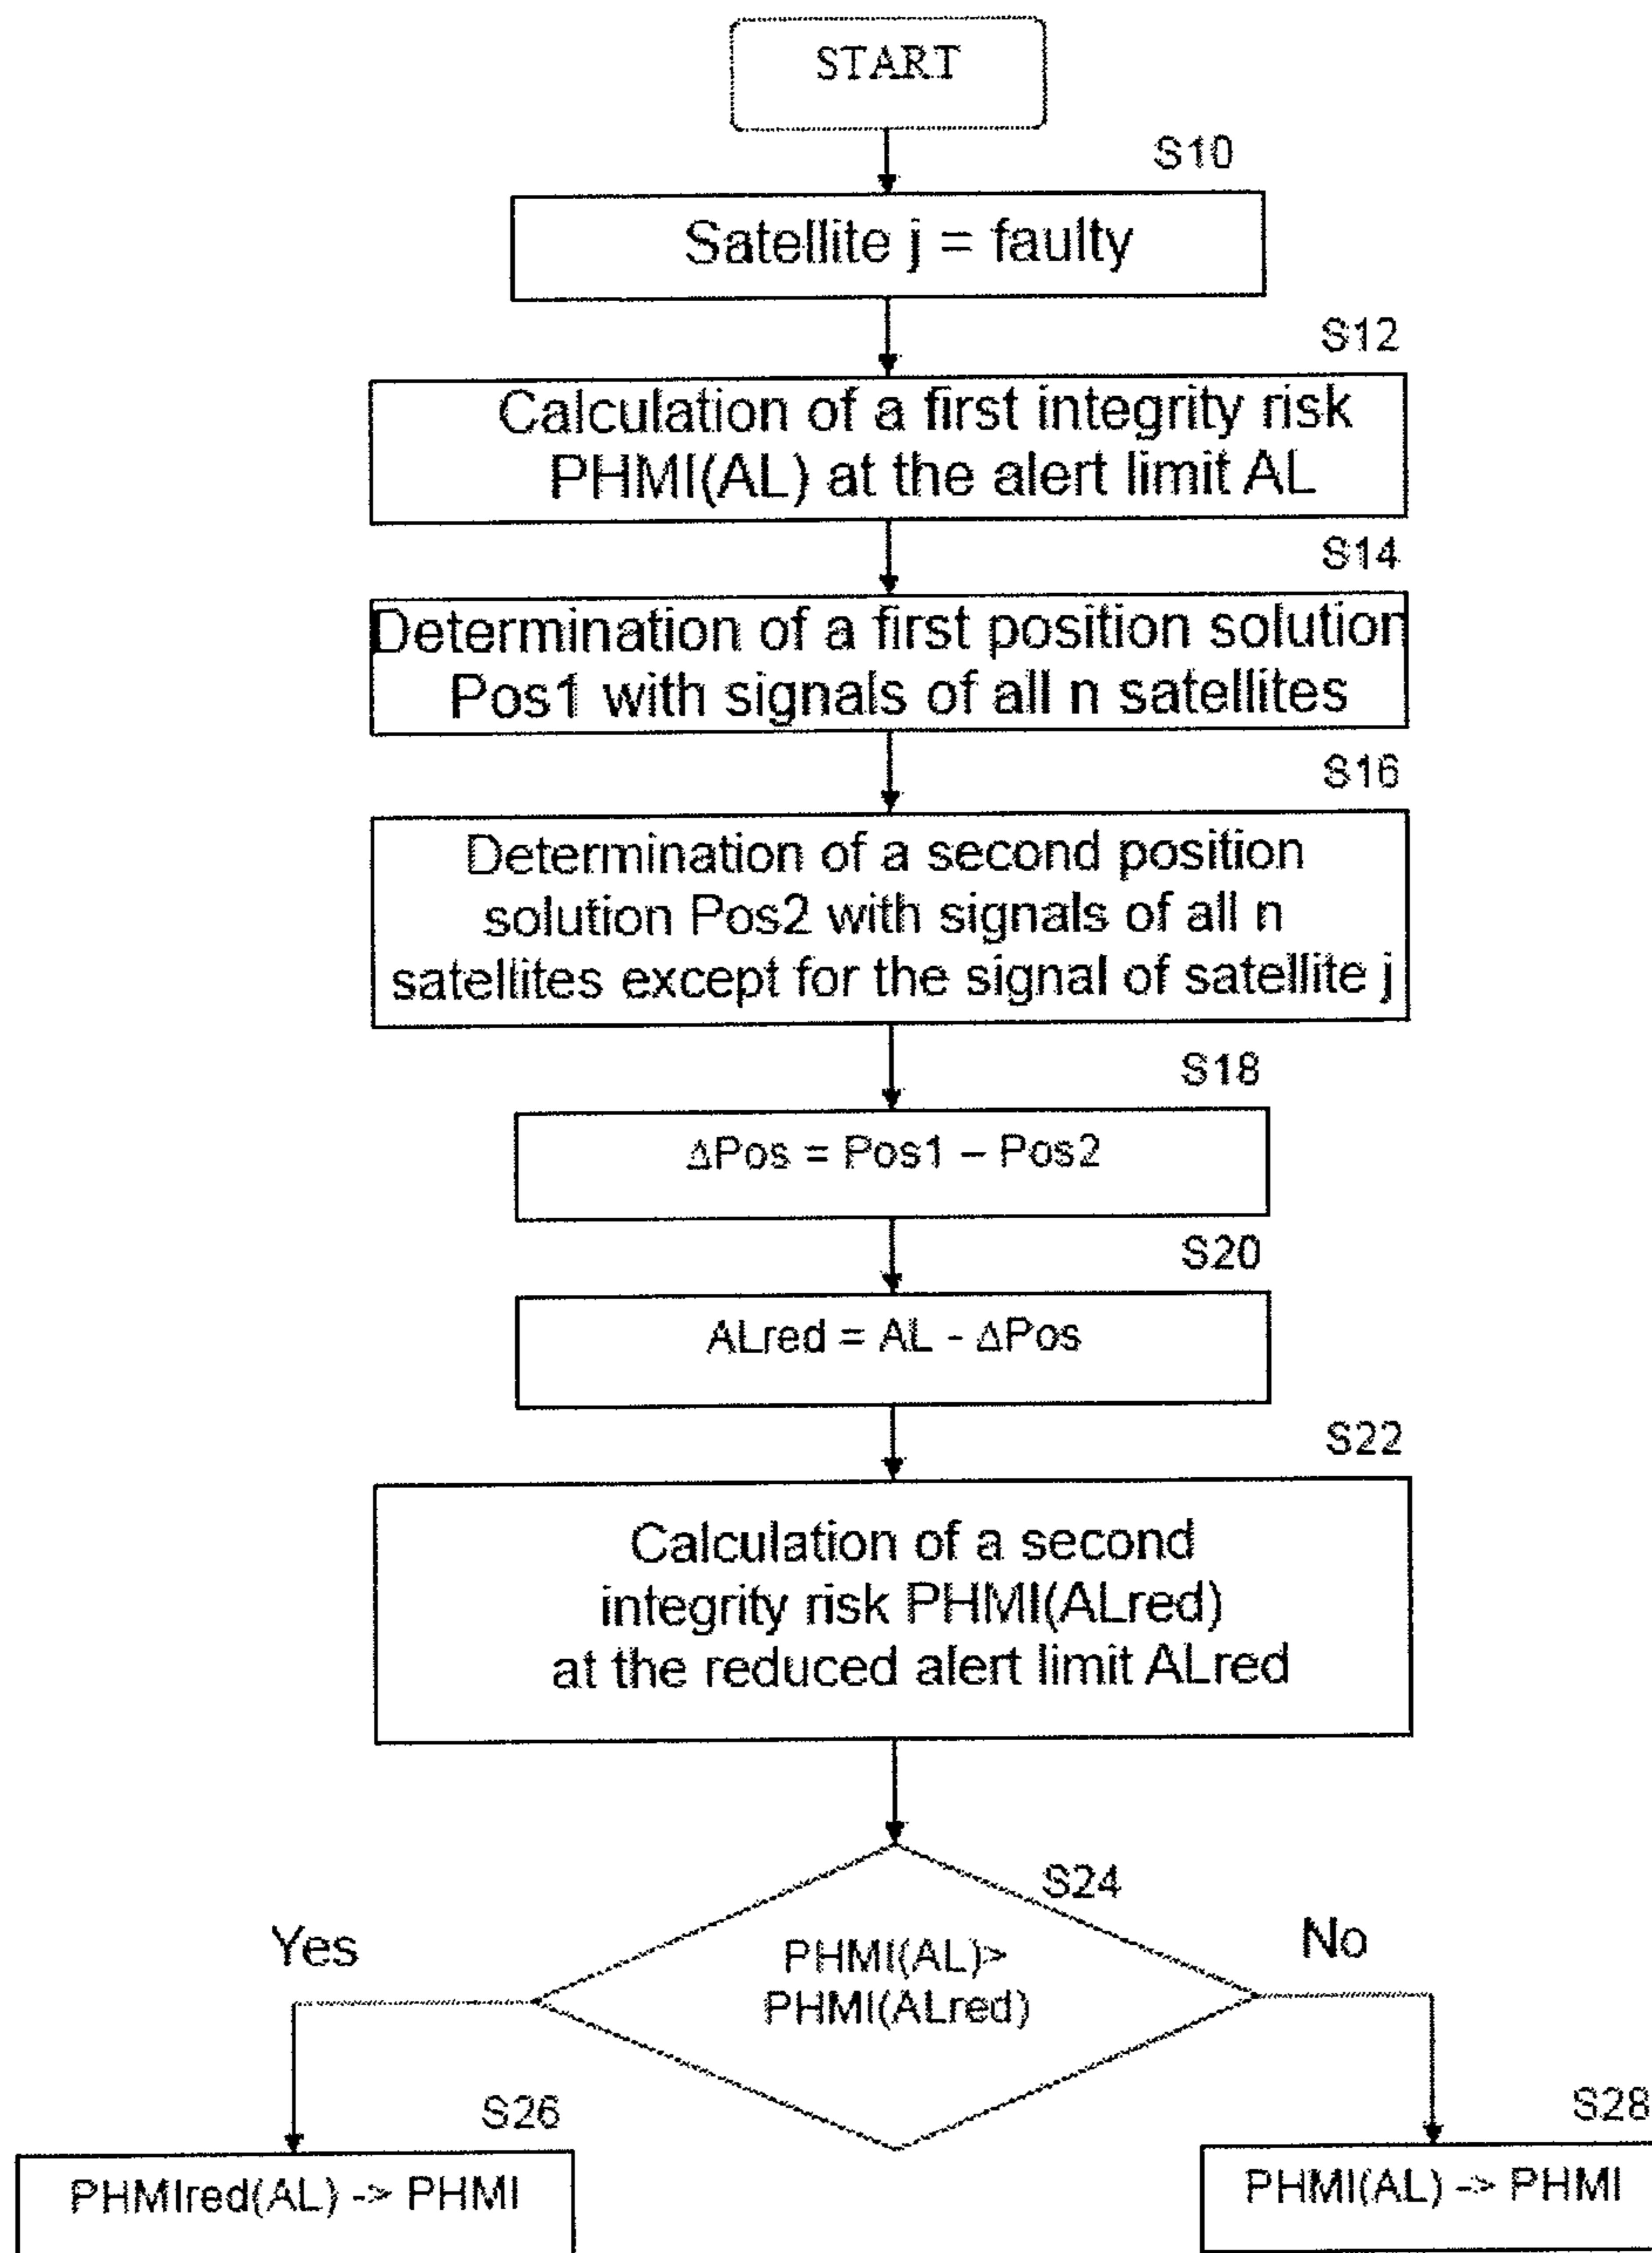 START
S10
Satellite j = faulty
S12
Calculation of a first integrity risk
PHMI(AL) at the alert limit AL
S14
Determination of a first position solution
Pos1 with signals of all n satellites
S16
Determination of a second position
solution Pos2 with signals of all n
satellites except for the signal of satellite j
S18
ΔPos = Pos1 – Pos2
S20
ALred = AL - ΔPos
S22
Calculation of a second
integrity risk PHMI(ALred)
at the reduced alert limit ALred
S24
Yes
PHMI(AL)>
PHMI(ALred)
No
S26
PHMIred(AL) -> PHMI
S28
PHMI(AL) -> PHMI